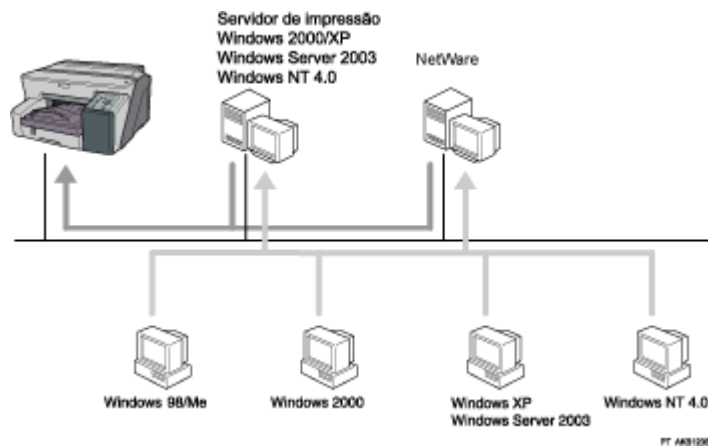 Servidor de impressão
Windows 2000/XP
Windows Server 2003
Windows NT 4.0
NetWare
Windows 98/Me
Windows 2000
Windows XP
Windows Server 2003
Windows NT 4.0